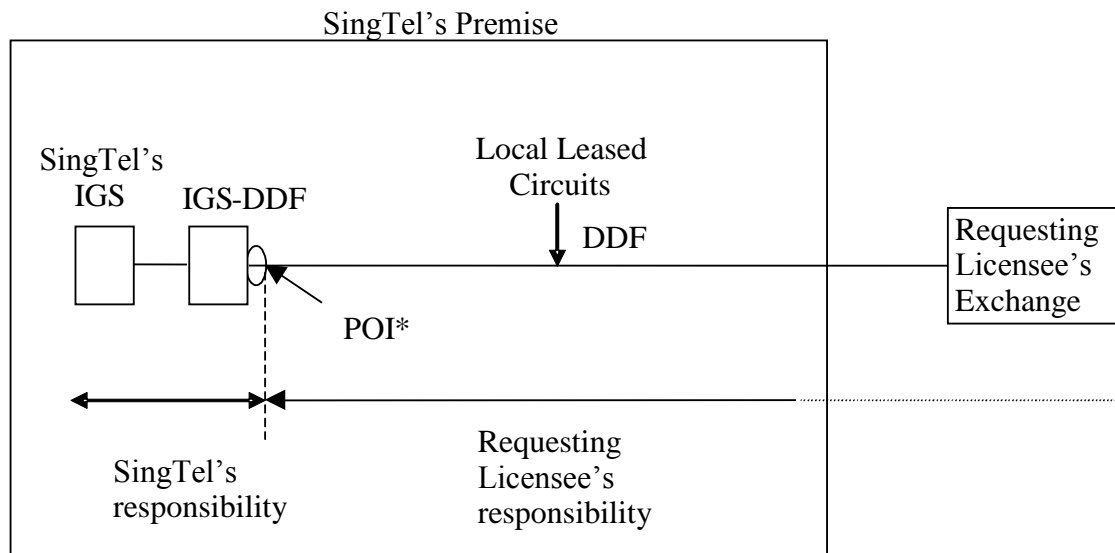 SingTel's Premise
SingTel's
IGS
IGS-DDF
Local Leased
Circuits
DDF
POI*
Requesting
Licensee's
Exchange
SingTel's
responsibility
Requesting
Licensee's
responsibility